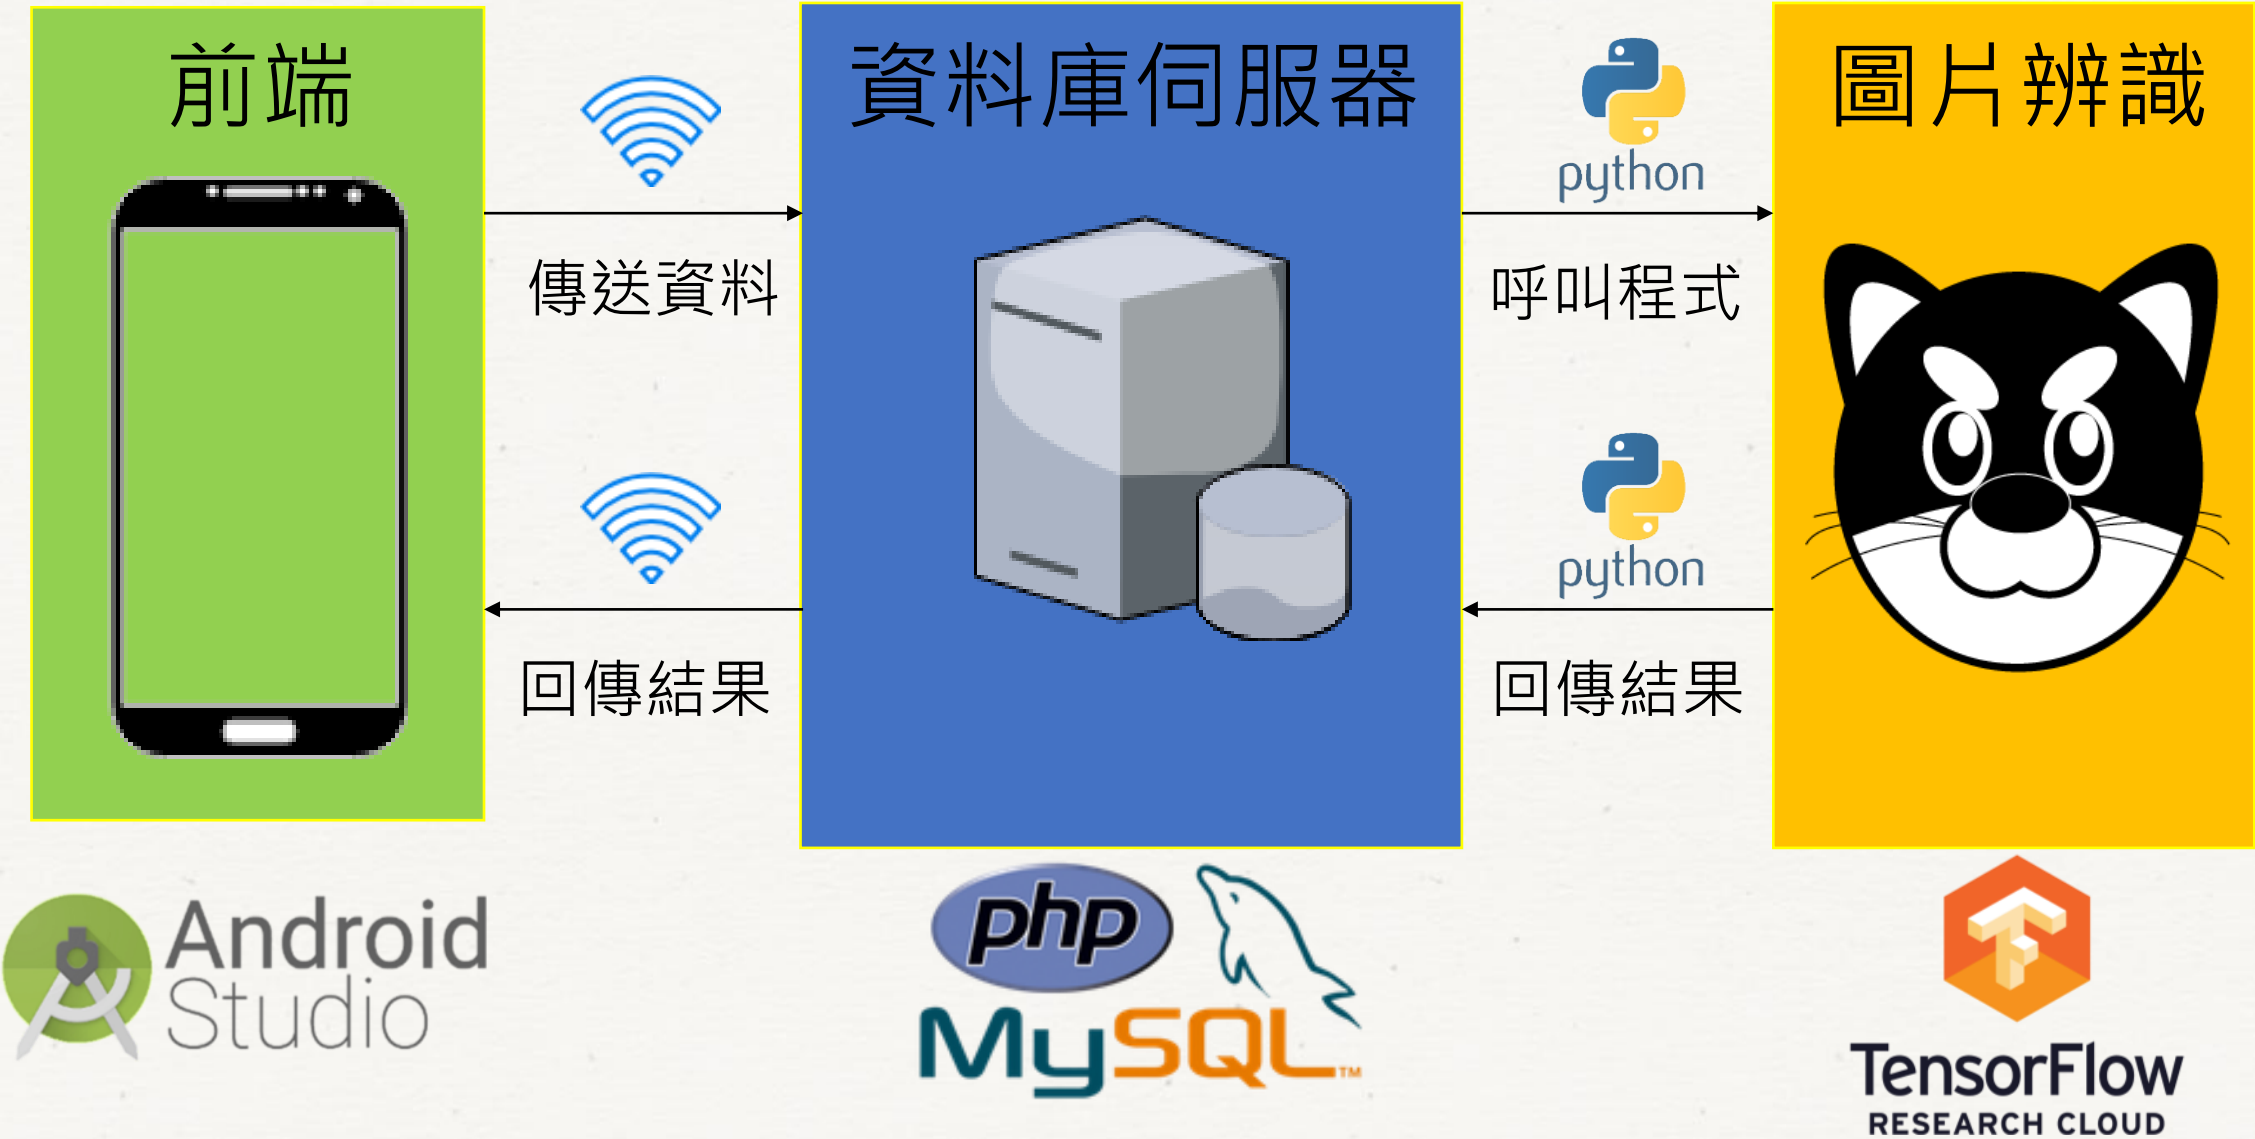 前端
資料庫伺服器
python
圖片辨識
傳送資料
呼叫程式
python
回傳結果
回傳結果
Android
Studio
php
MySQL™
TensorFlow
RESEARCH CLOUD